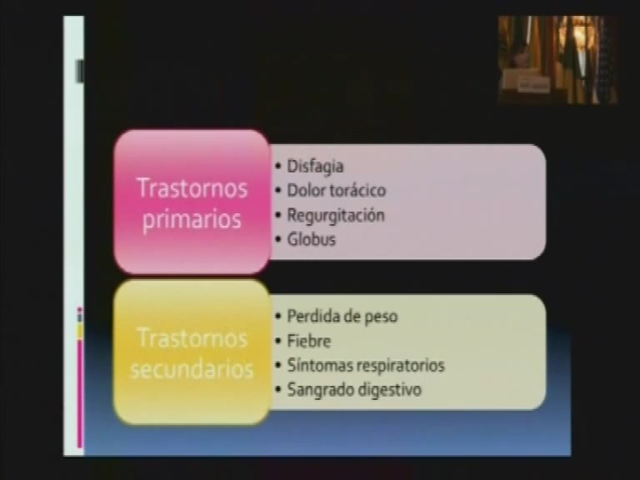 Trastornos
primarios
• Disfagia
• Dolor torácico
• Regurgitación
• Globus
Trastornos
secundarios
• Perdida de peso
• Fiebre
• Síntomas respiratorios
• Sangrado digestivo